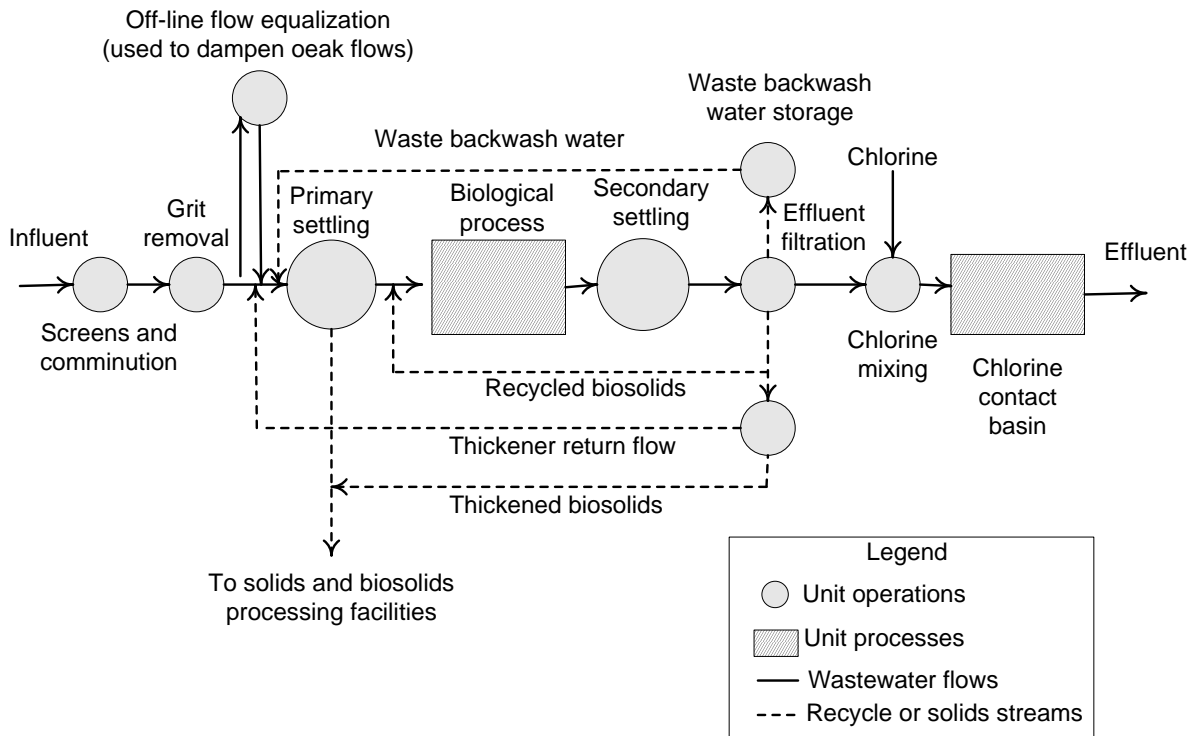 Off-line flow equalization
(used to dampen oeak flows)
Waste backwash
water storage
Waste backwash water
Chlorine
Primary
settling
Biological
process
Secondary
settling
Effluent
filtration
Grit
removal
Influent
Effluent
Screens and
comminution
Chlorine
mixing
Chlorine
contact
basin
Recycled biosolids
Thickener return flow
Thickened biosolids
To solids and biosolids
processing facilities
Legend
Unit operations
Unit processes
Wastewater flows
Recycle or solids streams